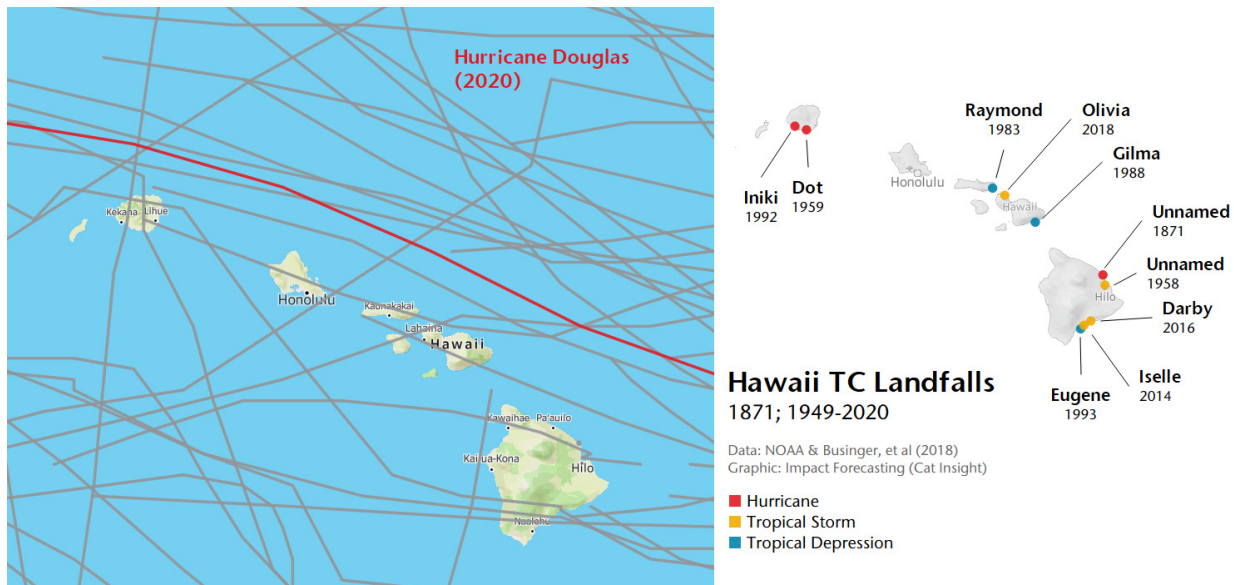 Hurricane Douglas
(2020)
Kekaha
Lihue
Honolulu
Kaunakakai
Lahaina
Hawaii
Kawaihae
Pa'auilo
Kailua-Kona
Hilo
Naalehu
Raymond
1983
Olivia
2018
Gilma
1988
Iniki
1992
Dot
1959
Honolulu
Hawaii
Unnamed
1871
Unnamed
1958
Hilo
Darby
2016
Iselle
2014
Eugene
1993
Hawaii TC Landfalls
1871; 1949-2020
Data: NOAA & Businger, et al (2018)
Graphic: Impact Forecasting (Cat Insight)
Hurricane
Tropical Storm
Tropical Depression